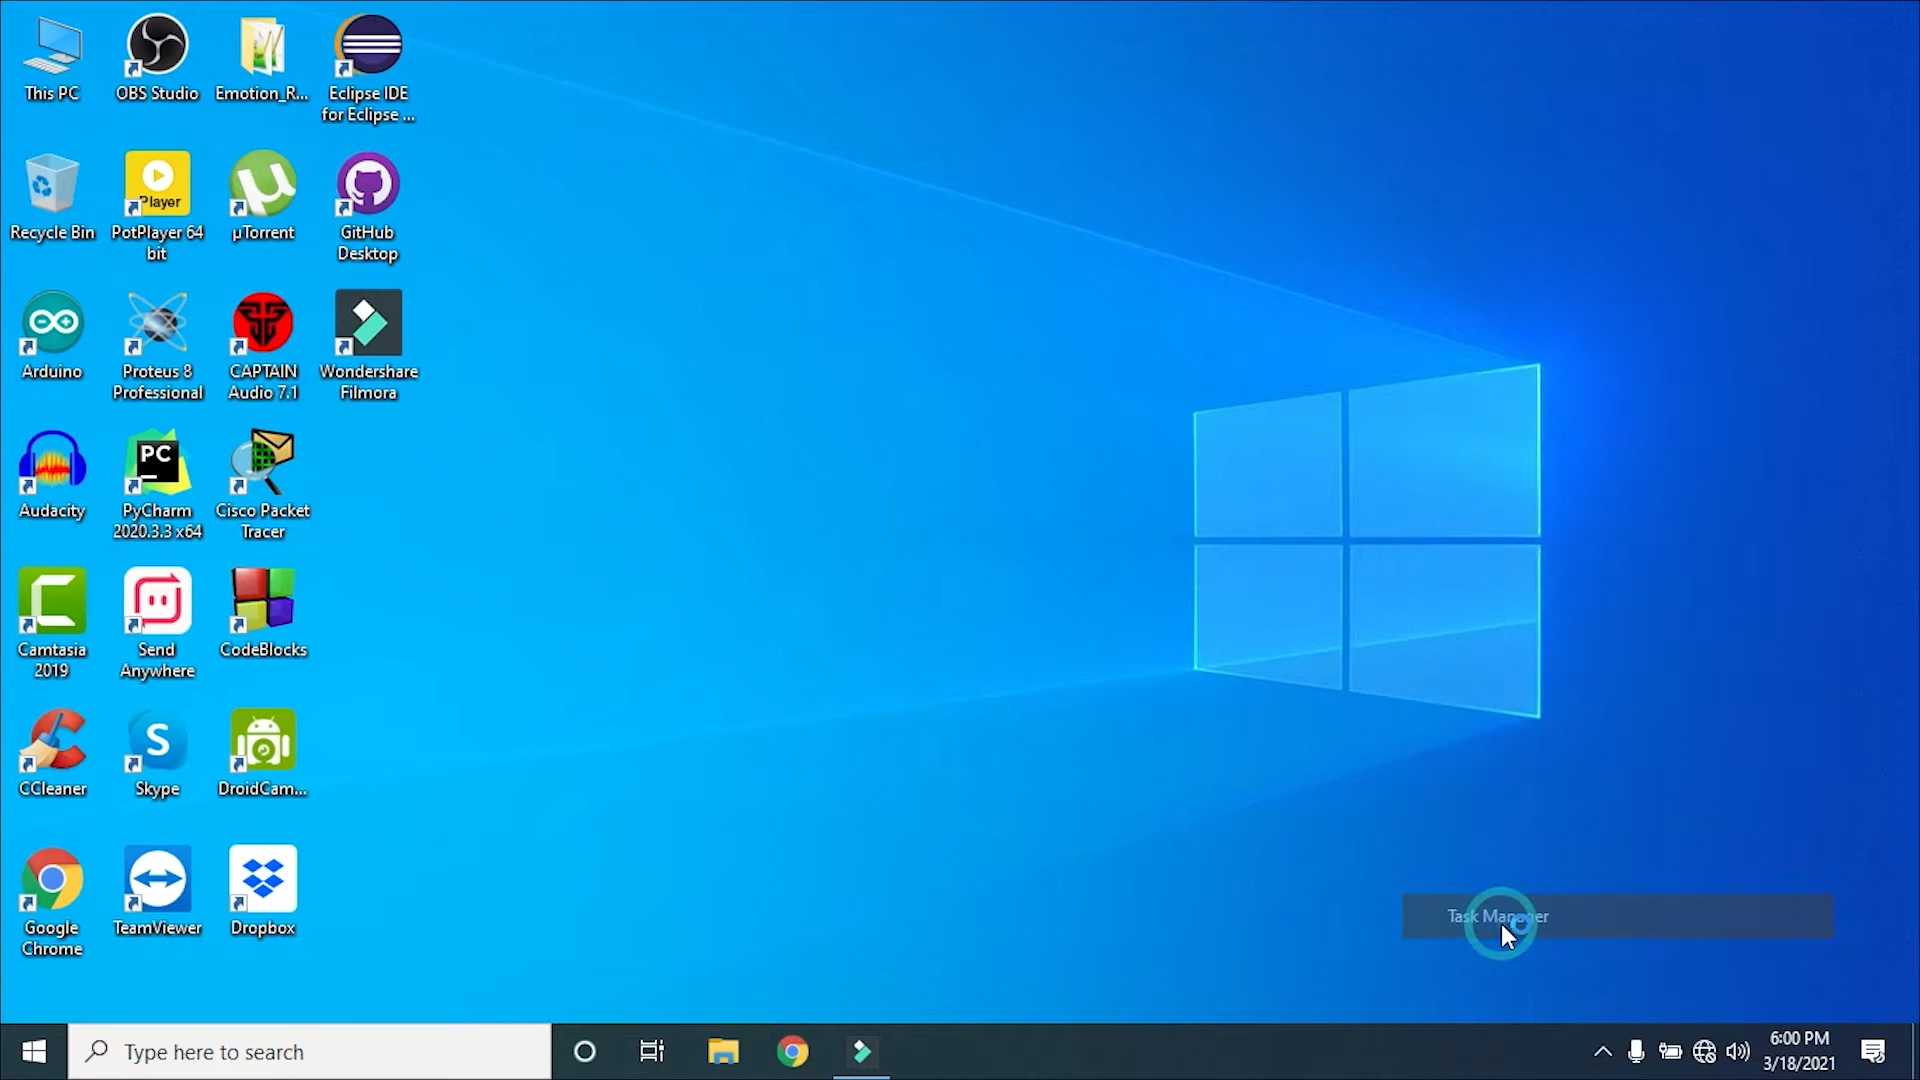 This PC
OBS Studio
Emotion_R...
Eclipse IDE
for Eclipse ...
Recycle Bin
Player
PotPlayer 64
bit
µTorrent
GitHub
Desktop
Arduino
Proteus 8
Professional
CAPTAIN
Audio 7.1
Wondershare
Filmora
Audacity
PC
PyCharm
2020.3.3 x64
Cisco Packet
Tracer
Camtasia
2019
Send
Anywhere
CodeBlocks
CCleaner
S
Skype
DroidCam...
Google
Chrome
TeamViewer
Dropbox
Task Manager
Type here to search
6:00 PM
3/18/2021